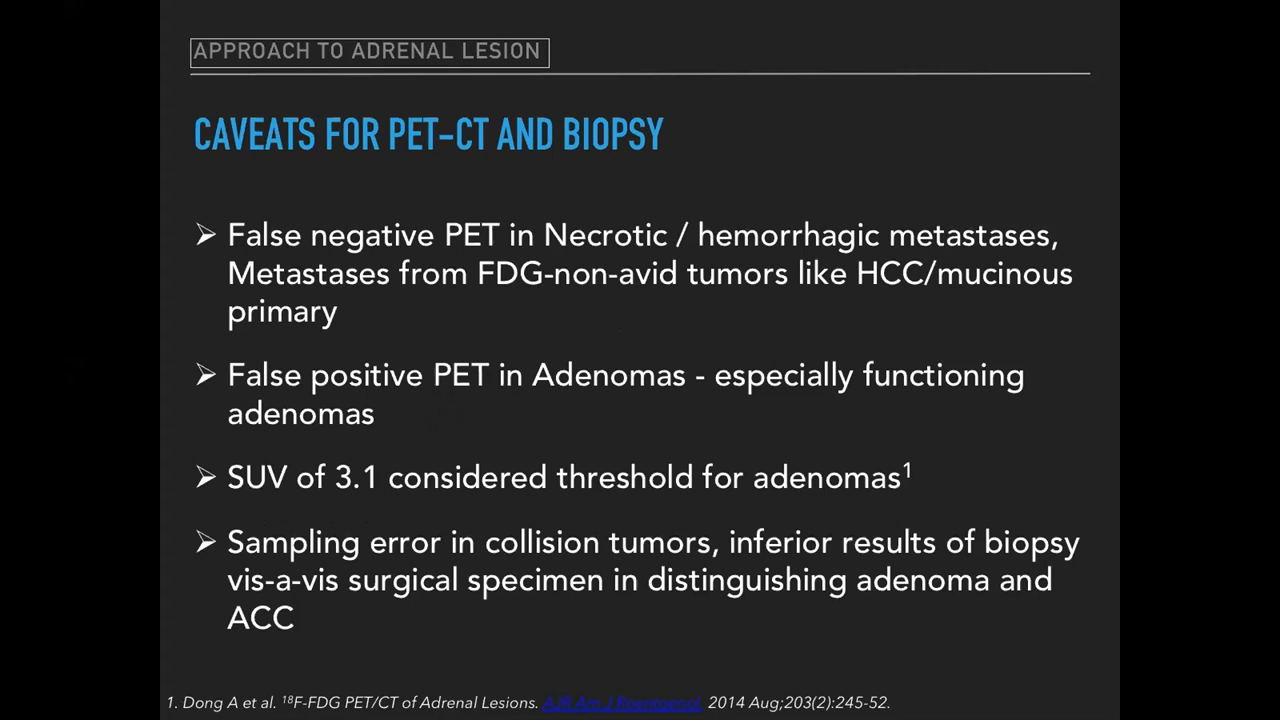 APPROACH TO ADRENAL LESION
CAVEATS FOR PET-CT AND BIOPSY
➢ False negative PET in Necrotic / hemorrhagic metastases,
Metastases from FDG-non-avid tumors like HCC/mucinous
primary
➢ False positive PET in Adenomas - especially functioning
adenomas
➢ SUV of 3.1 considered threshold for adenomas¹
➢ Sampling error in collision tumors, inferior results of biopsy
vis-a-vis surgical specimen in distinguishing adenoma and
ACC
1. Dong A et al. ¹⁸F-FDG PET/CT of Adrenal Lesions. AJR Am J Roentgenol. 2014 Aug;203(2):245-52.